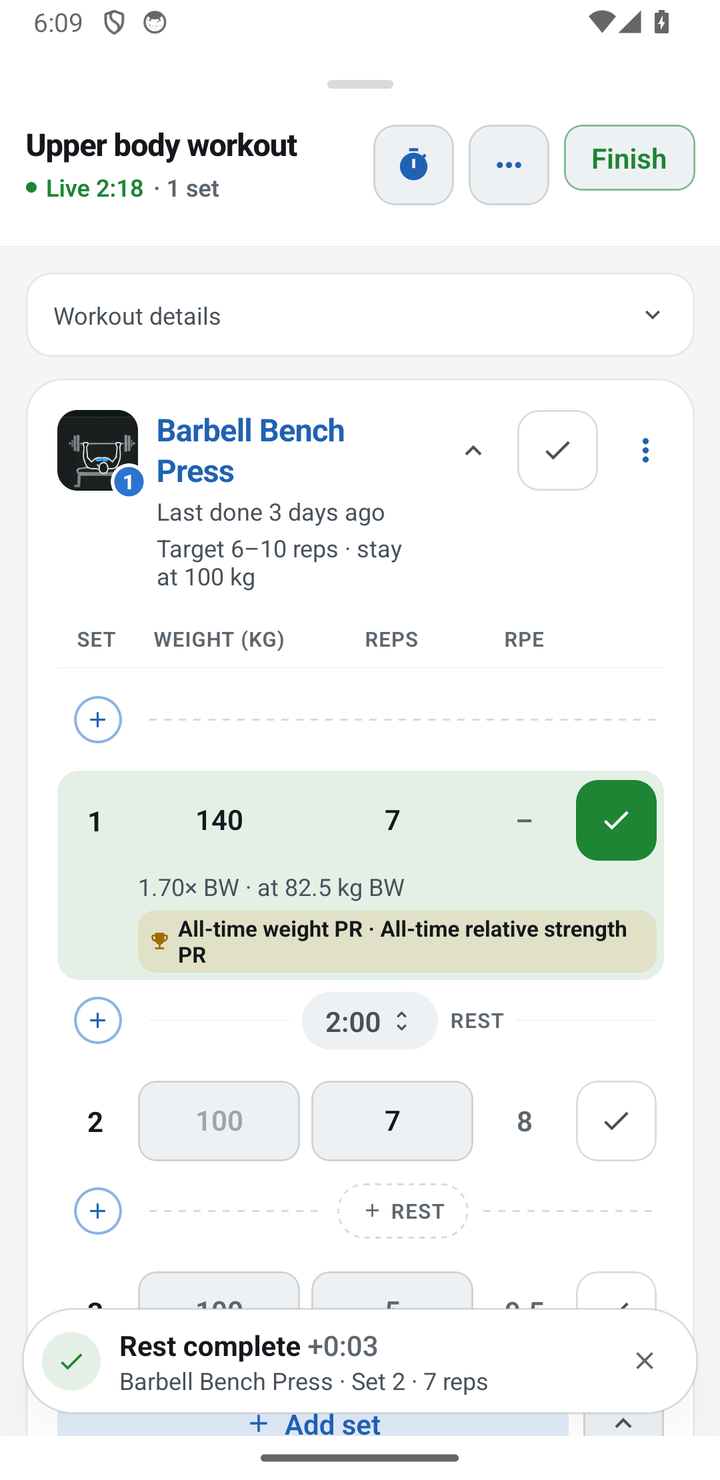 6:09
Upper body workout
Live 2:18 · 1 set
Finish
Workout details
Barbell Bench
Press
1
Last done 3 days ago
Target 6–10 reps · stay
at 100 kg
SET WEIGHT (KG) REPS RPE
1 140 7 –
1.70× BW · at 82.5 kg BW
All-time weight PR · All-time relative strength
PR
2:00 REST
2 100 7 8
+ REST
Rest complete +0:03
Barbell Bench Press · Set 2 · 7 reps
+ Add set